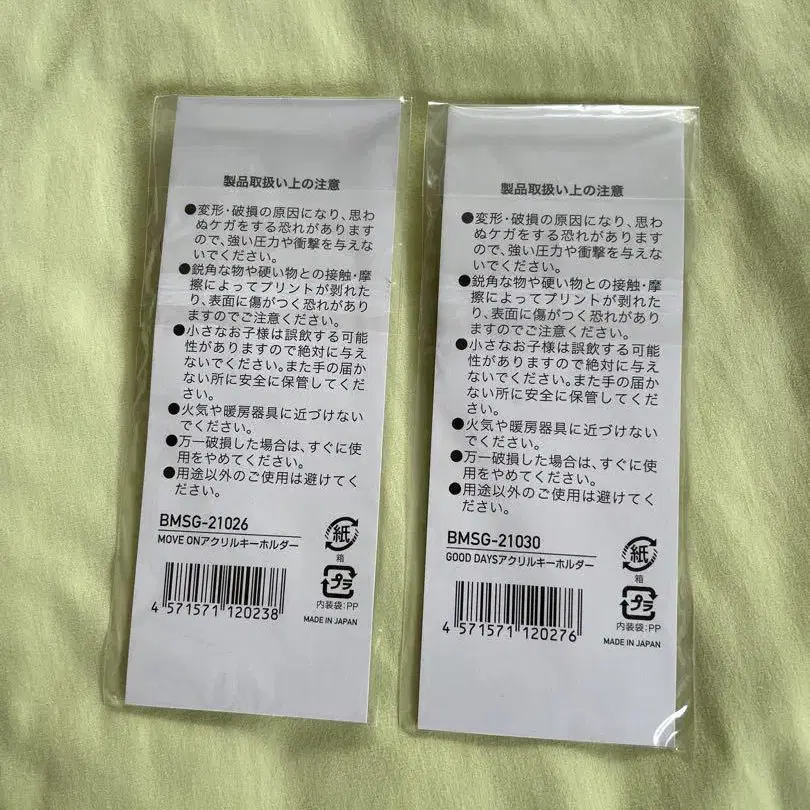 製品取扱い上の注意
●変形・破損の原因になり、思わ
ぬケガをする恐れがあります
ので、強い圧力や衝撃を与えな
いでください。
●鋭角な物や硬い物との接触・摩
擦によってプリントが剥れた
り、表面に傷がつく恐れがあり
ますのでご注意ください。
●小さなお子様は誤飲する可能
性がありますので絶対に与え
ないでください。また手の届か
ない所に安全に保管してくだ
さい。
●火気や暖房器具に近づけない
でください。
●万一破損した場合は、すぐに使
用をやめてください。
●用途以外のご使用は避けてく
ださい。
BMSG-21026
MOVE ONアクリルキーホルダー
4 571571 120238
紙
箱
プラ
内装袋:PP
MADE IN JAPAN
製品取扱い上の注意
●変形・破損の原因になり、思わ
ぬケガをする恐れがあります
ので、強い圧力や衝撃を与えな
いでください。
●鋭角な物や硬い物との接触・摩
擦によってプリントが剥れた
り、表面に傷がつく恐れがあり
ますのでご注意ください。
●小さなお子様は誤飲する可能
性がありますので絶対に与え
ないでください。また手の届か
ない所に安全に保管してくだ
さい。
●火気や暖房器具に近づけない
でください。
●万一破損した場合は、すぐに使
用をやめてください。
●用途以外のご使用は避けてく
ださい。
BMSG-21030
GOOD DAYSアクリルキーホルダー
4 571571 120276
紙
箱
プラ
内装袋:PP
MADE IN JAPAN